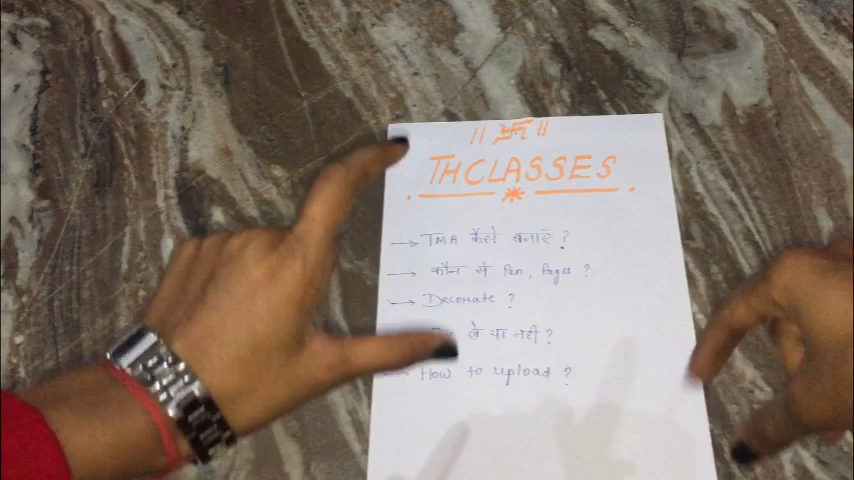 THCLASSES
→ TMA कैसे बनाएँ ?
→ कौन से Pen, Pages ?
→ Decorate ?
ले या नही ?
→ How to upload ?